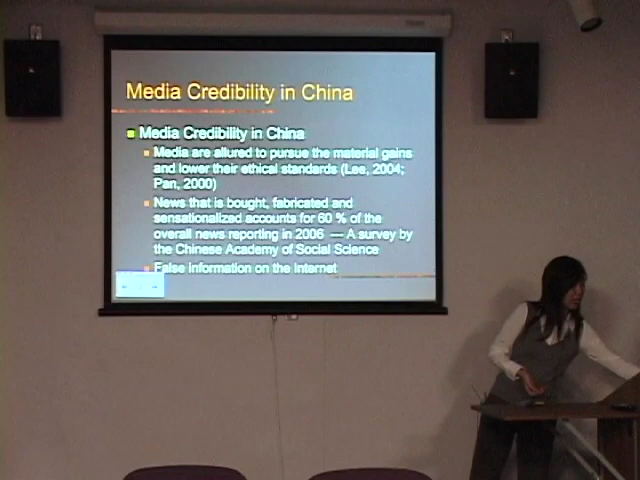 Media Credibility in China
Media Credibility in China
Media are allured to pursue the material gains
and lower their ethical standards (Lee, 2004;
Pan, 2000)
News that is bought, fabricated and
sensationalized accounts for 60 % of the
overall news reporting in 2006 — A survey by
the Chinese Academy of Social Science
False information on the Internet